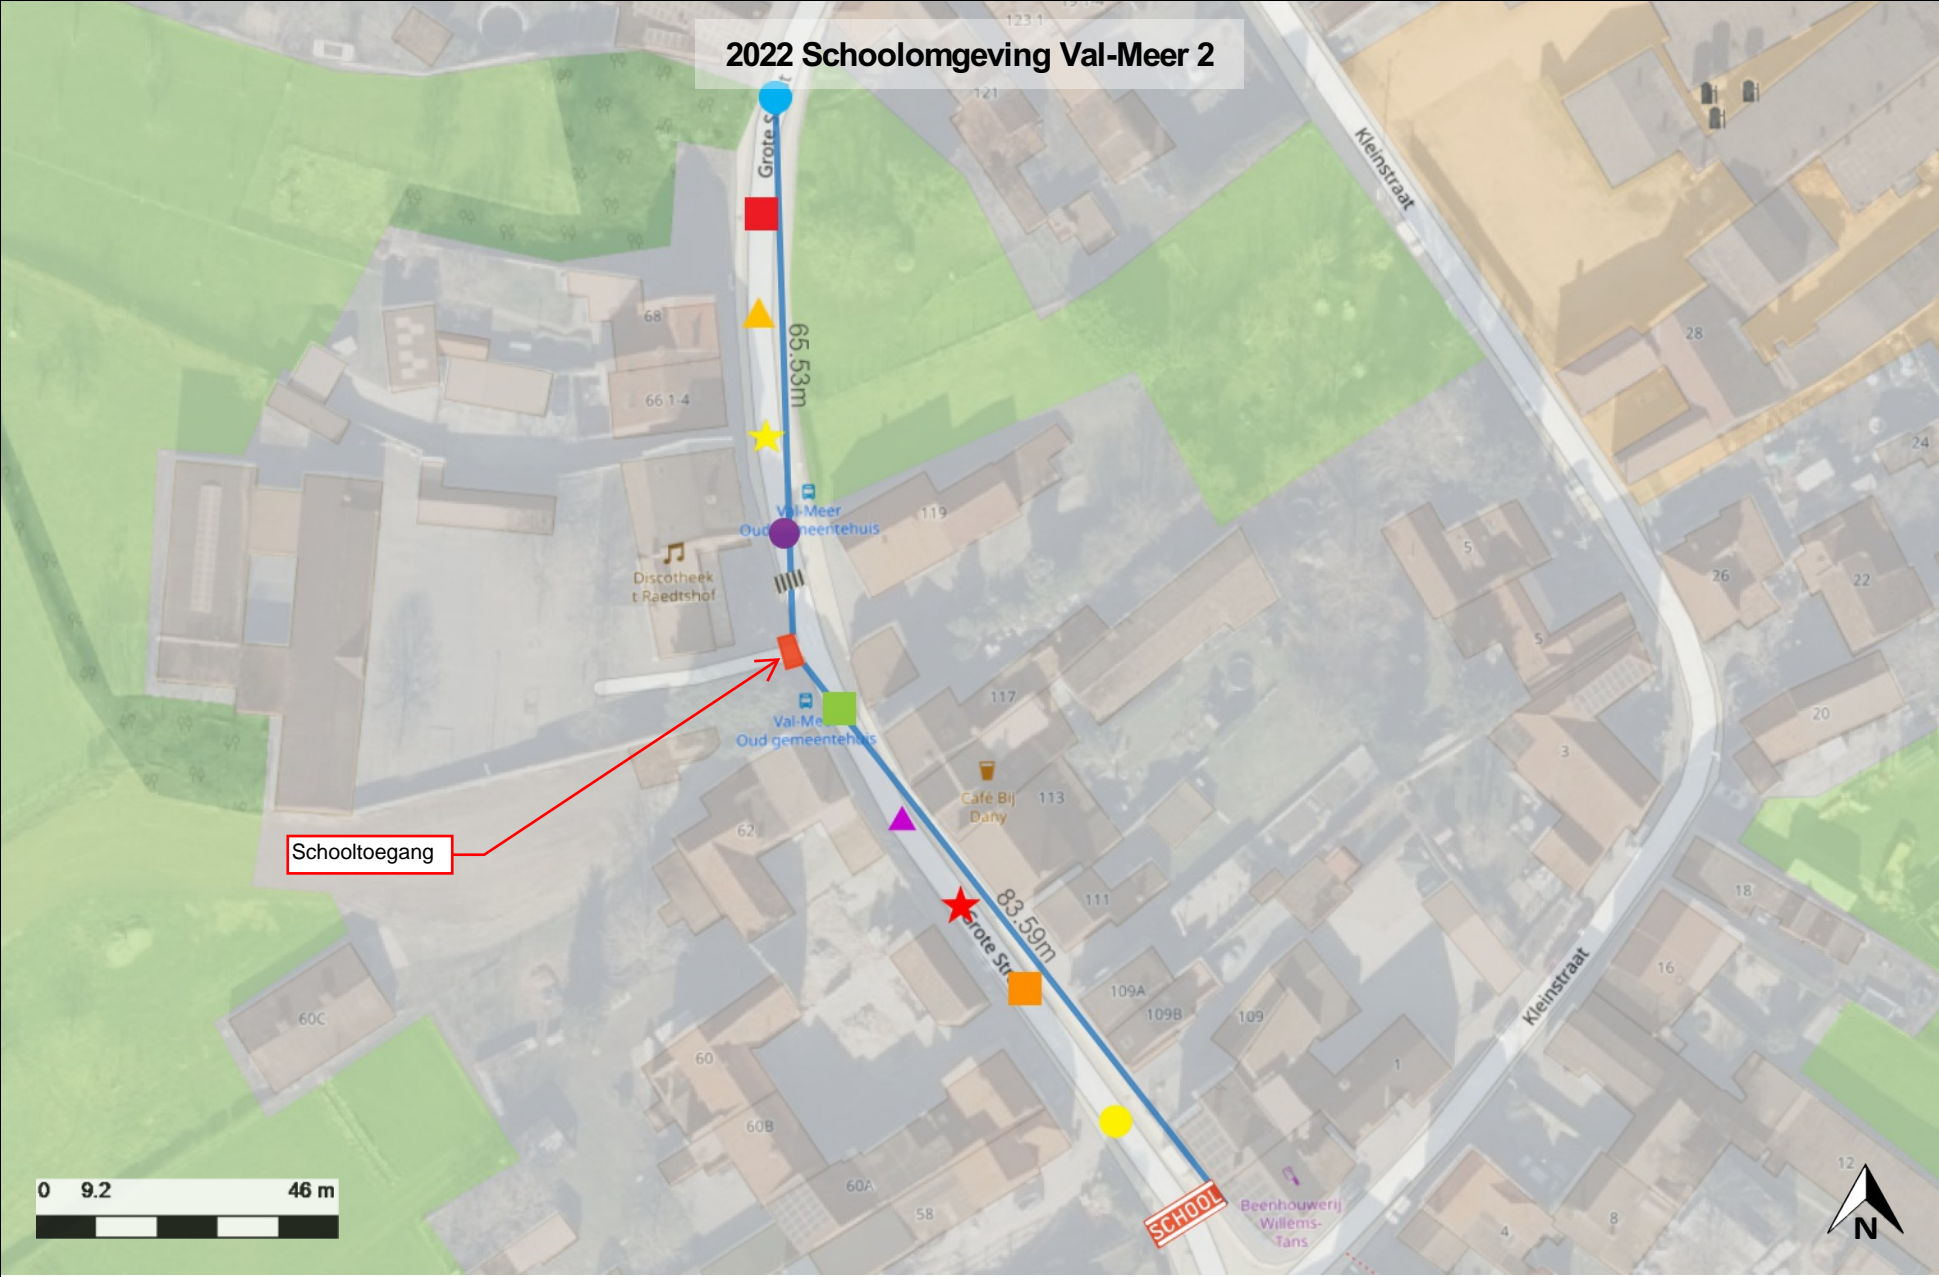 2022 Schoolomgeving Val-Meer 2
123 1
121
Grote S
Kleinstraat
68
28
65.53m
66 1-4
24
Val-Meer
Oud gemeentehuis
119
5
Discotheek
t Raedtshof
26
22
5
117
20
Val-Meer
Oud gemeentehuis
3
Café Bij
Dany
113
62
Schooltoegang
18
111
83.59m
Grote Str
16
Kleinstraat
109A
109B
109
60C
60
1
60B
12
0 9.2 46 m
60A
58
SCHOOL
Beenhouwerij
Willems-
Tans
4
8
N